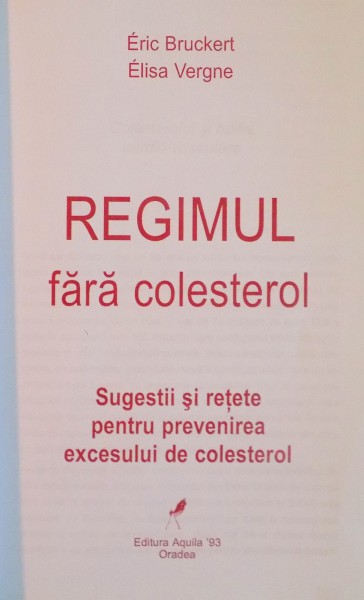 Éric Bruckert
Élisa Vergne
REGIMUL
fără colesterol
Sugestii şi reţete
pentru prevenirea
excesului de colesterol
Editura Aquila '93
Oradea